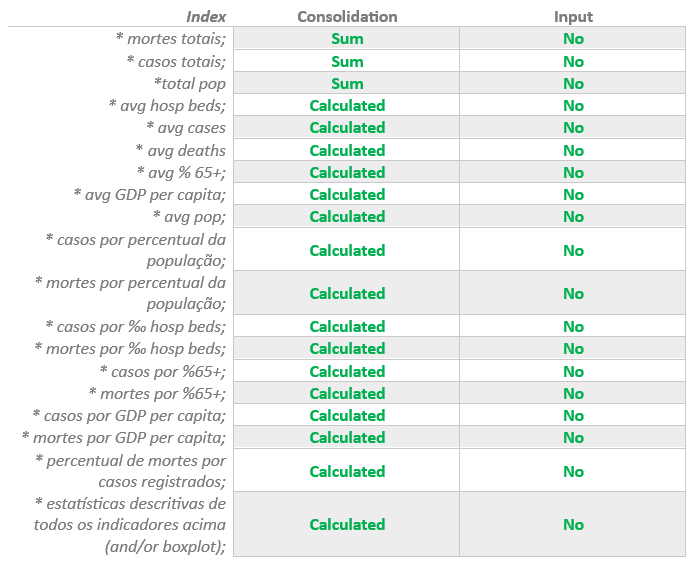 Index Consolidation Input
* mortes totais; Sum No
* casos totais; Sum No
*total pop Sum No
* avg hosp beds; Calculated No
* avg cases Calculated No
* avg deaths Calculated No
* avg % 65+; Calculated No
* avg GDP per capita; Calculated No
* avg pop; Calculated No
* casos por percentual da
população; Calculated No
* mortes por percentual da
população; Calculated No
* casos por ‰ hosp beds; Calculated No
* mortes por ‰ hosp beds; Calculated No
* casos por %65+; Calculated No
* mortes por %65+; Calculated No
* casos por GDP per capita; Calculated No
* mortes por GDP per capita; Calculated No
* percentual de mortes por
casos registrados; Calculated No
* estatísticas descritivas de
todos os indicadores acima Calculated No
(and/or boxplot);